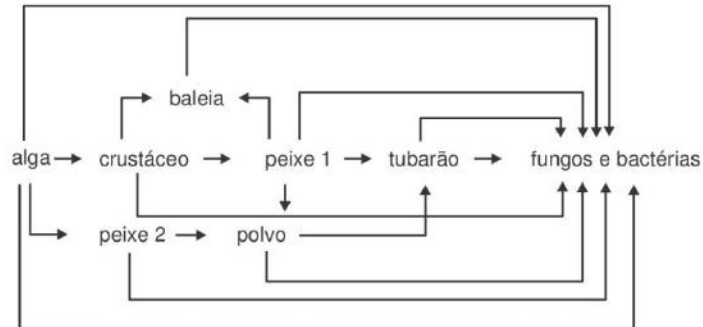 baleia
alga crustáceo peixe 1 tubarão fungos e bactérias
peixe 2 polvo